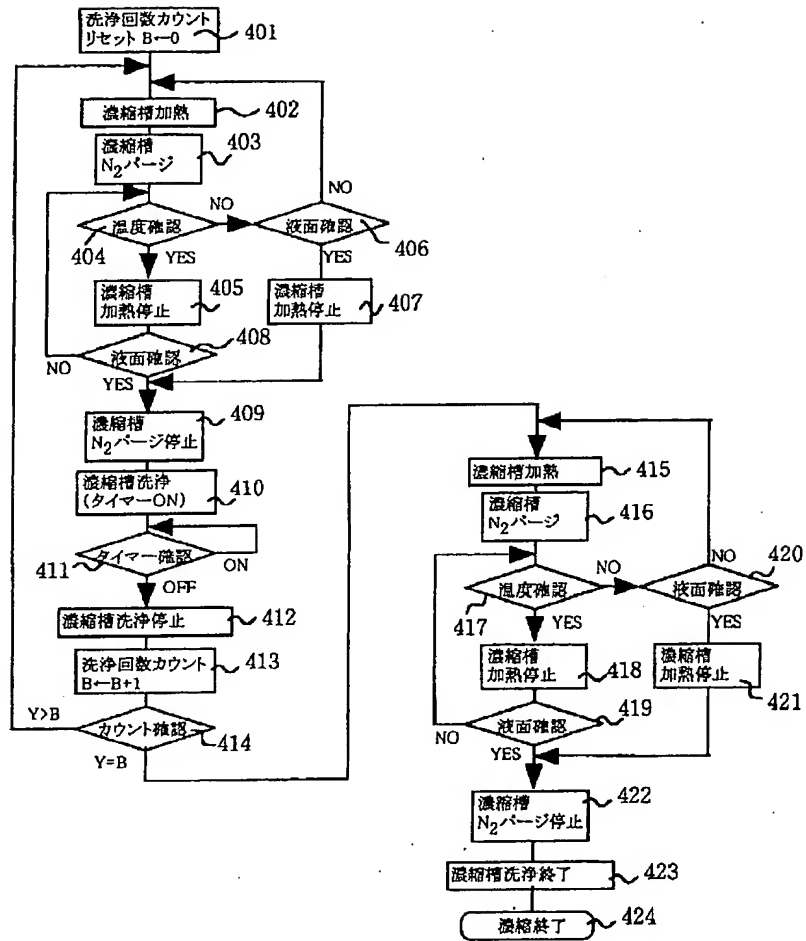 洗浄回数カウント
リセット B←0
401
濃縮槽加熱
402
濃縮槽
N2パージ
403
温度確認
404
NO
YES
液面確認
406
NO
YES
濃縮槽
加熱停止
405
濃縮槽
加熱停止
407
液面確認
408
NO
YES
濃縮槽
N2パージ停止
409
濃縮槽洗浄
(タイマーON)
410
タイマー確認
411
ON
OFF
濃縮槽洗浄停止
412
洗浄回数カウント
B←B+1
413
カウント確認
414
Y>B
Y=B
濃縮槽加熱
415
濃縮槽
N2パージ
416
温度確認
417
NO
YES
液面確認
420
NO
YES
濃縮槽
加熱停止
418
濃縮槽
加熱停止
421
液面確認
419
NO
YES
濃縮槽
N2パージ停止
422
濃縮槽洗浄終了
423
濃縮終了
424